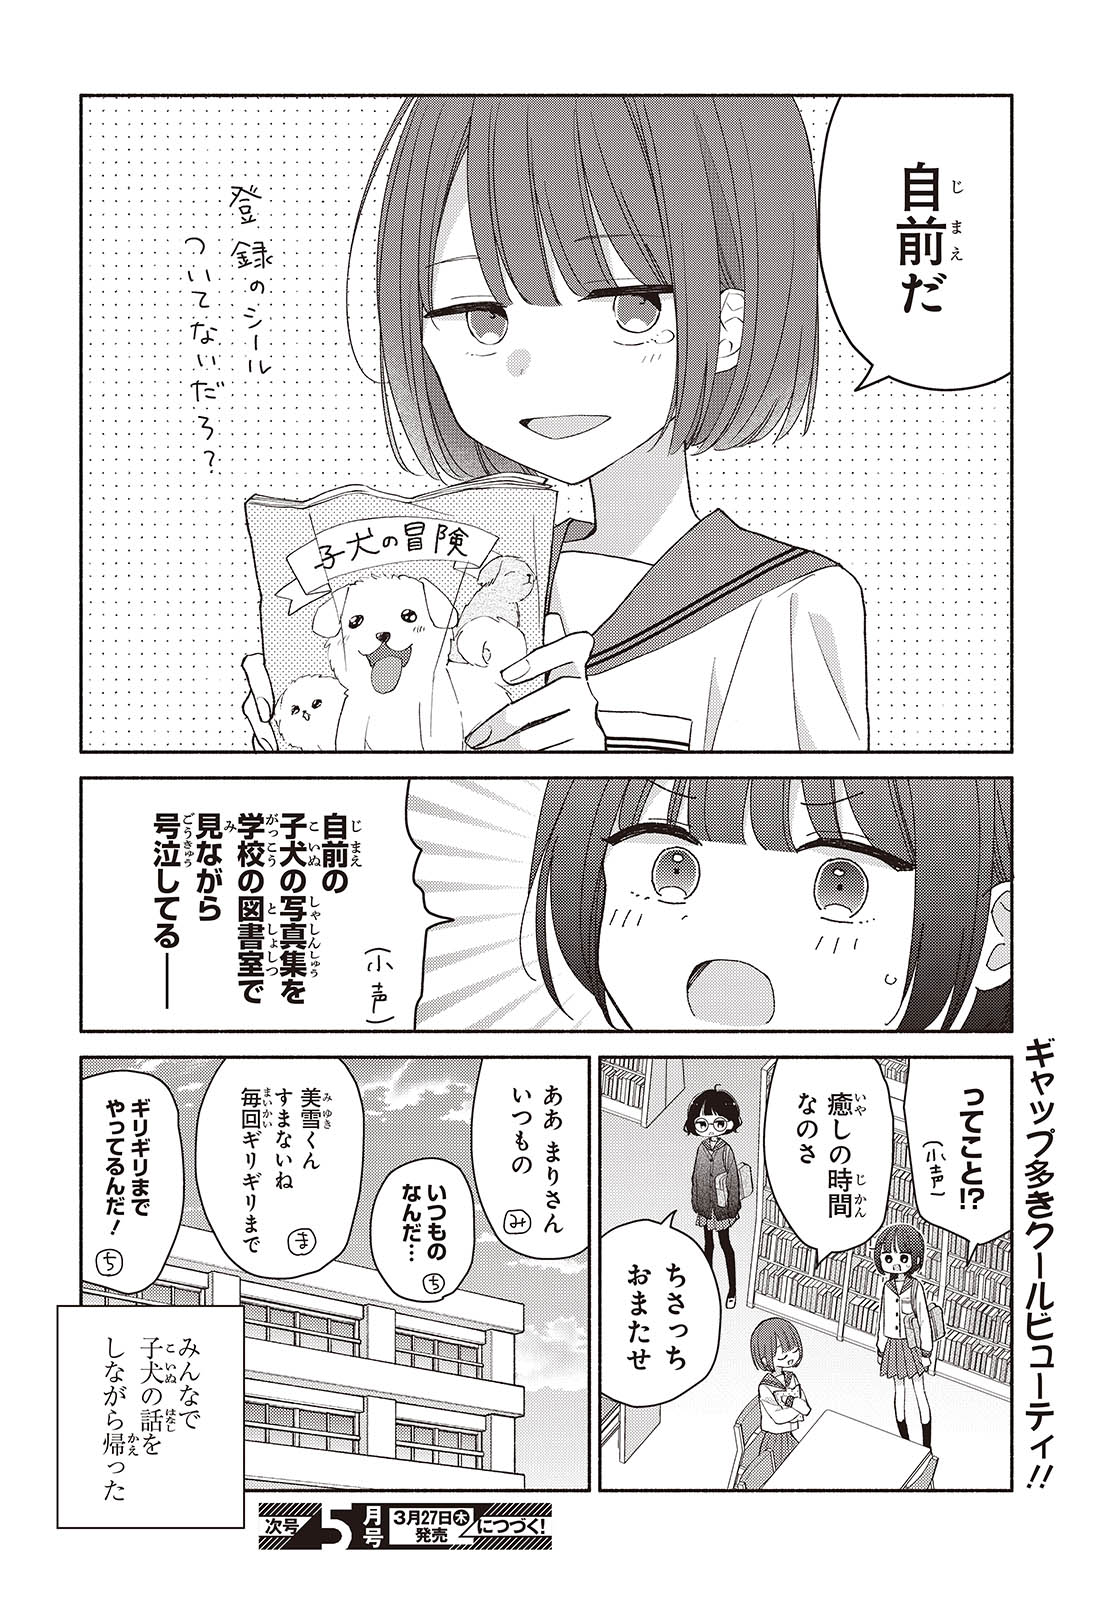 自前だ
登録のシール
ついてないだろ?
子犬の冒険
自前の
子犬の写真集を
学校の図書室で
見ながら
号泣してる――
(小声)
ってこと!?
(小声)
癒しの時間
なのさ
ちさっち
おまたせ
ああ まりさん
いつもの
み
いつもの
なんだ…
ち
美雪くん
すまないね
毎回ギリギリまで
ま
ギリギリまで
やってるんだ!
ち
みんなで
子犬の話を
しながら帰った
ギャップ多きクールビューティ!!
次号5月号3月27日(木)発売につづく!